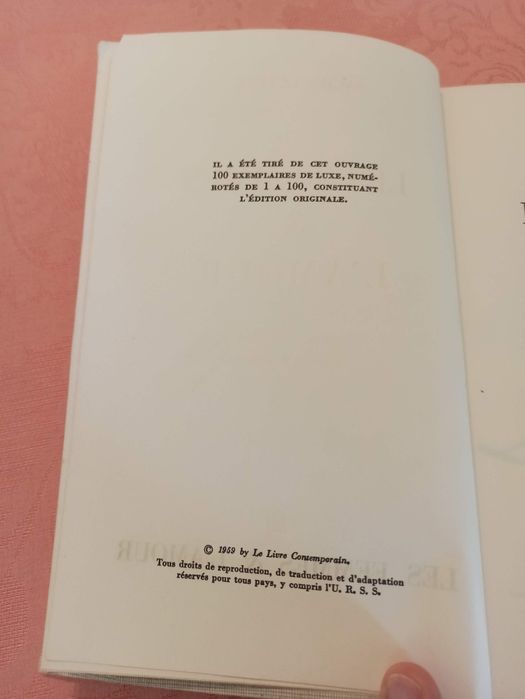 IL A ÉTÉ TIRÉ DE CET OUVRAGE
100 EXEMPLAIRES DE LUXE, NUMÉ-
ROTÉS DE 1 A 100, CONSTITUANT
L'ÉDITION ORIGINALE.
© 1959 by Le Livre Contemporain.
Tous droits de reproduction, de traduction et d'adaptation
réservés pour tous pays, y compris l'U. R. S. S.